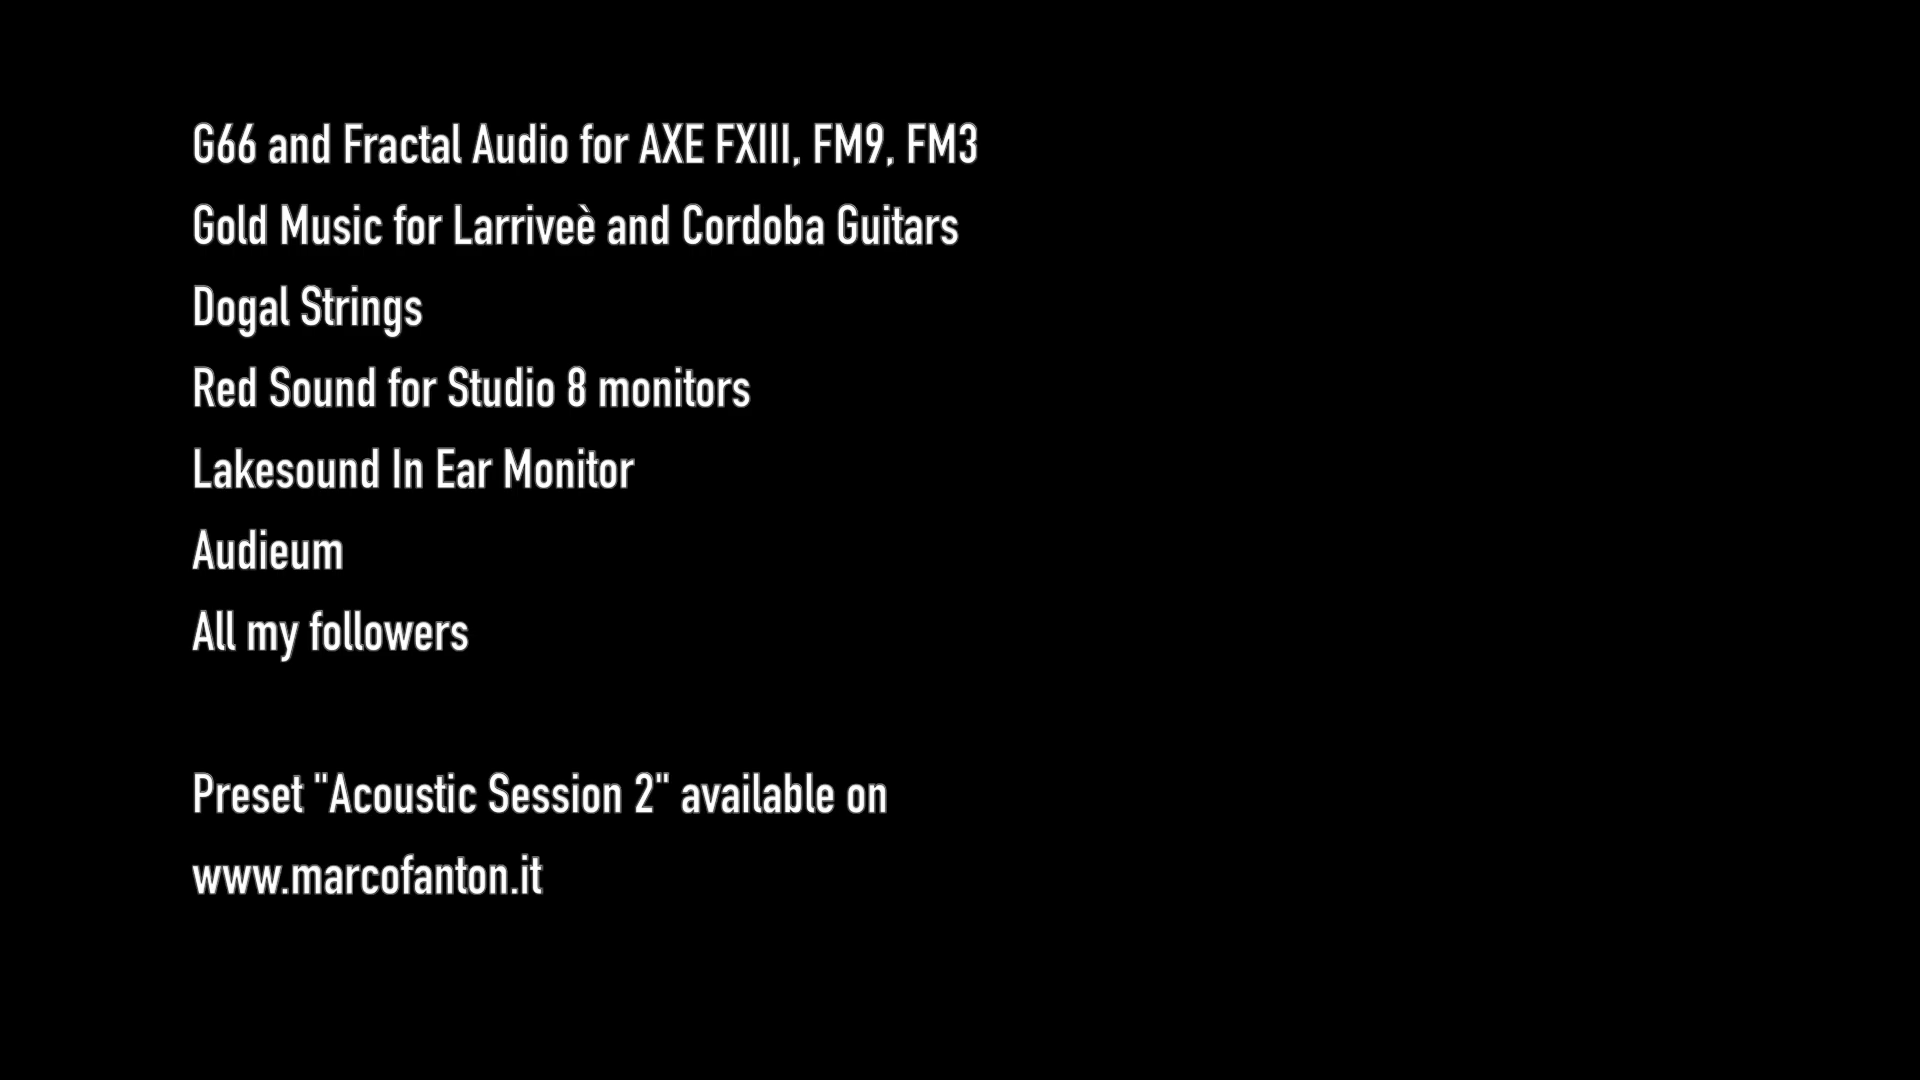 G66 and Fractal Audio for AXE FXIII, FM9, FM3
Gold Music for Larriveè and Cordoba Guitars
Dogal Strings
Red Sound for Studio 8 monitors
Lakesound In Ear Monitor
Audieum
All my followers
Preset "Acoustic Session 2" available on
www.marcofanton.it